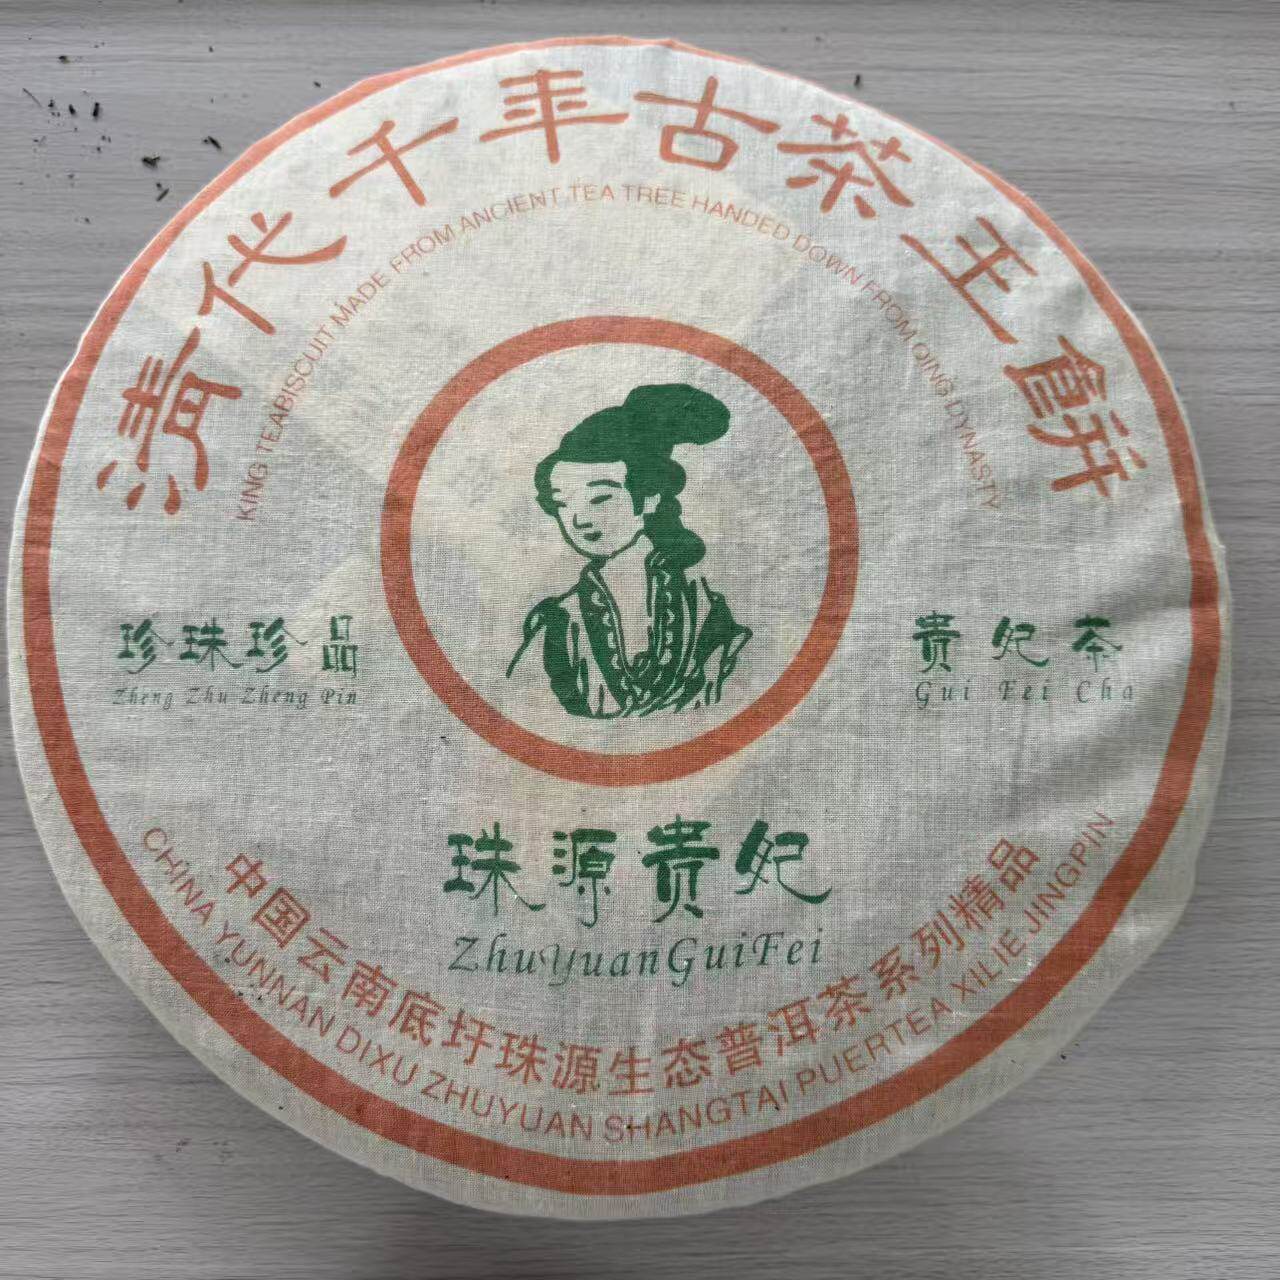 清代千年古茶王餅
KING TEABISCUIT MADE FROM ANCIENT TEA TREE HANDED DOWN FROM QING DYNASTY
珍珠珍品
Zheng Zhu Zheng Pin
贵妃茶
Gui Fei Cha
珠源贵妃
ZhuYuanGuiFei
中国云南底圩珠源生态普洱茶系列精品
CHINA YUNNAN DIXU ZHUYUAN SHANGTAI PUERTEA XILIE JINGPIN